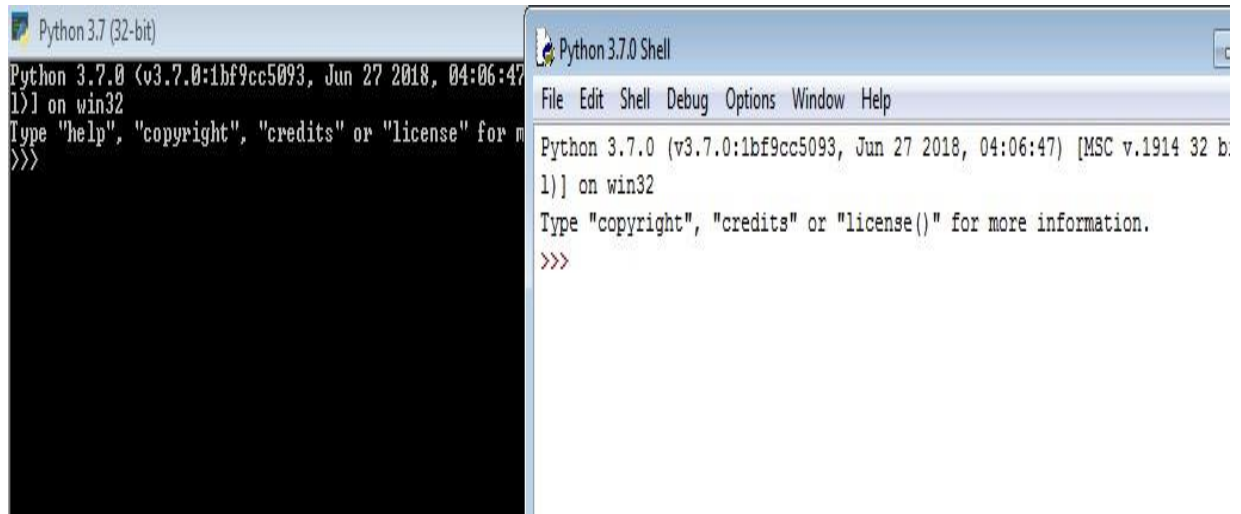 Python 3.7 (32-bit)
Python 3.7.0 (v3.7.0:1bf9cc5093, Jun 27 2018, 04:06:47
l)] on win32
Type "help", "copyright", "credits" or "license" for
>>>
Python 3.7.0 Shell
File Edit Shell Debug Options Window Help
Python 3.7.0 (v3.7.0:1bf9cc5093, Jun 27 2018, 04:06:47) [MSC v.1914 32
l)] on win32
Type "copyright", "credits" or "license()" for more information.
>>>